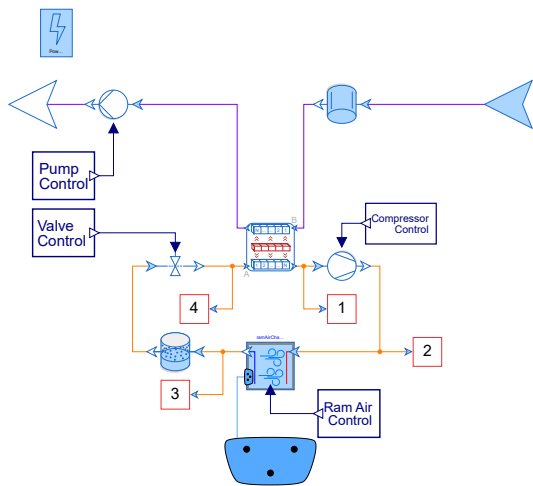 Pow...
Pump
Control
Valve
Control
Compressor
Control
B
A
4
1
ramAirCha...
2
3
Ram Air
Control